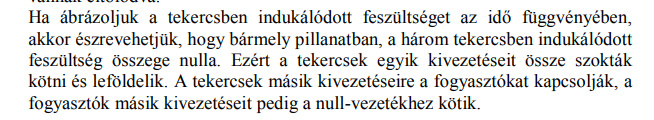 Ha ábrázoljuk a tekercsben indukálódott feszültséget az idő függvényében,
akkor észrevehetjük, hogy bármely pillanatban, a három tekercsben indukálódott
feszültség összege nulla. Ezért a tekercsek egyik kivezetéseit össze szokták
kötni és leföldelik. A tekercsek másik kivezetéseire a fogyasztókat kapcsolják, a
fogyasztók másik kivezetéseit pedig a null-vezetékhez kötik.